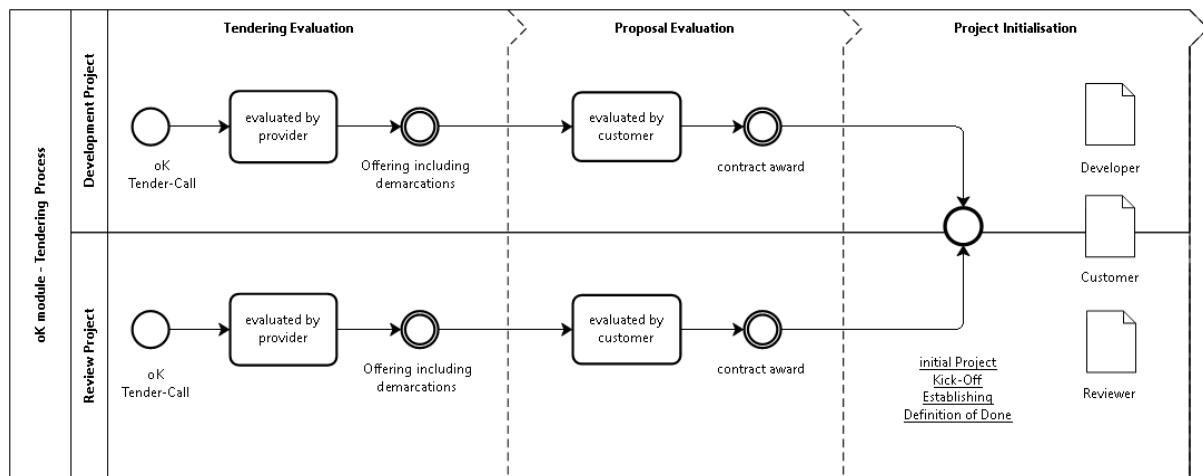 oK module - Tendering Process
Tendering Evaluation
Proposal Evaluation
Project Initialisation
Development Project
evaluated by
provider
oK
Tender-Call
Offering including
demarcations
evaluated by
customer
contract award
Developer
Customer
Review Project
evaluated by
provider
oK
Tender-Call
Offering including
demarcations
evaluated by
customer
contract award
initial Project
Kick-Off
Establishing
Definition of Done
Reviewer